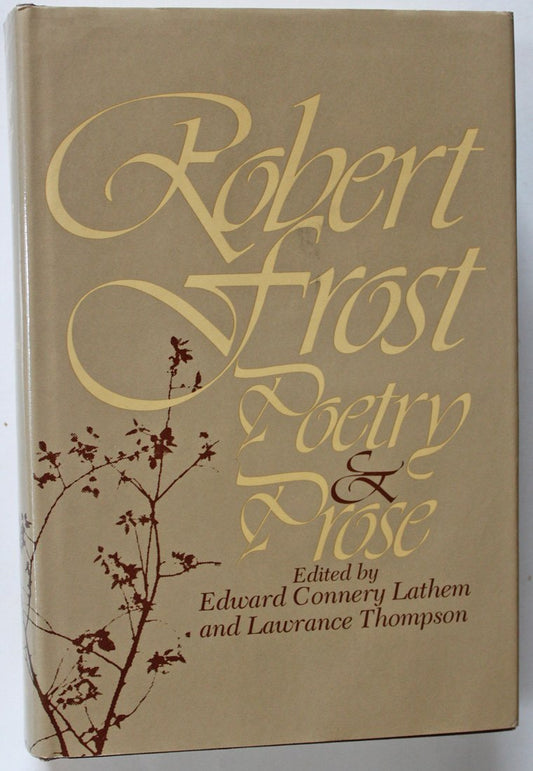 Robert
Frost
Poetry
&
Prose
Edited by
Edward Connery Lathem
and Lawrance Thompson